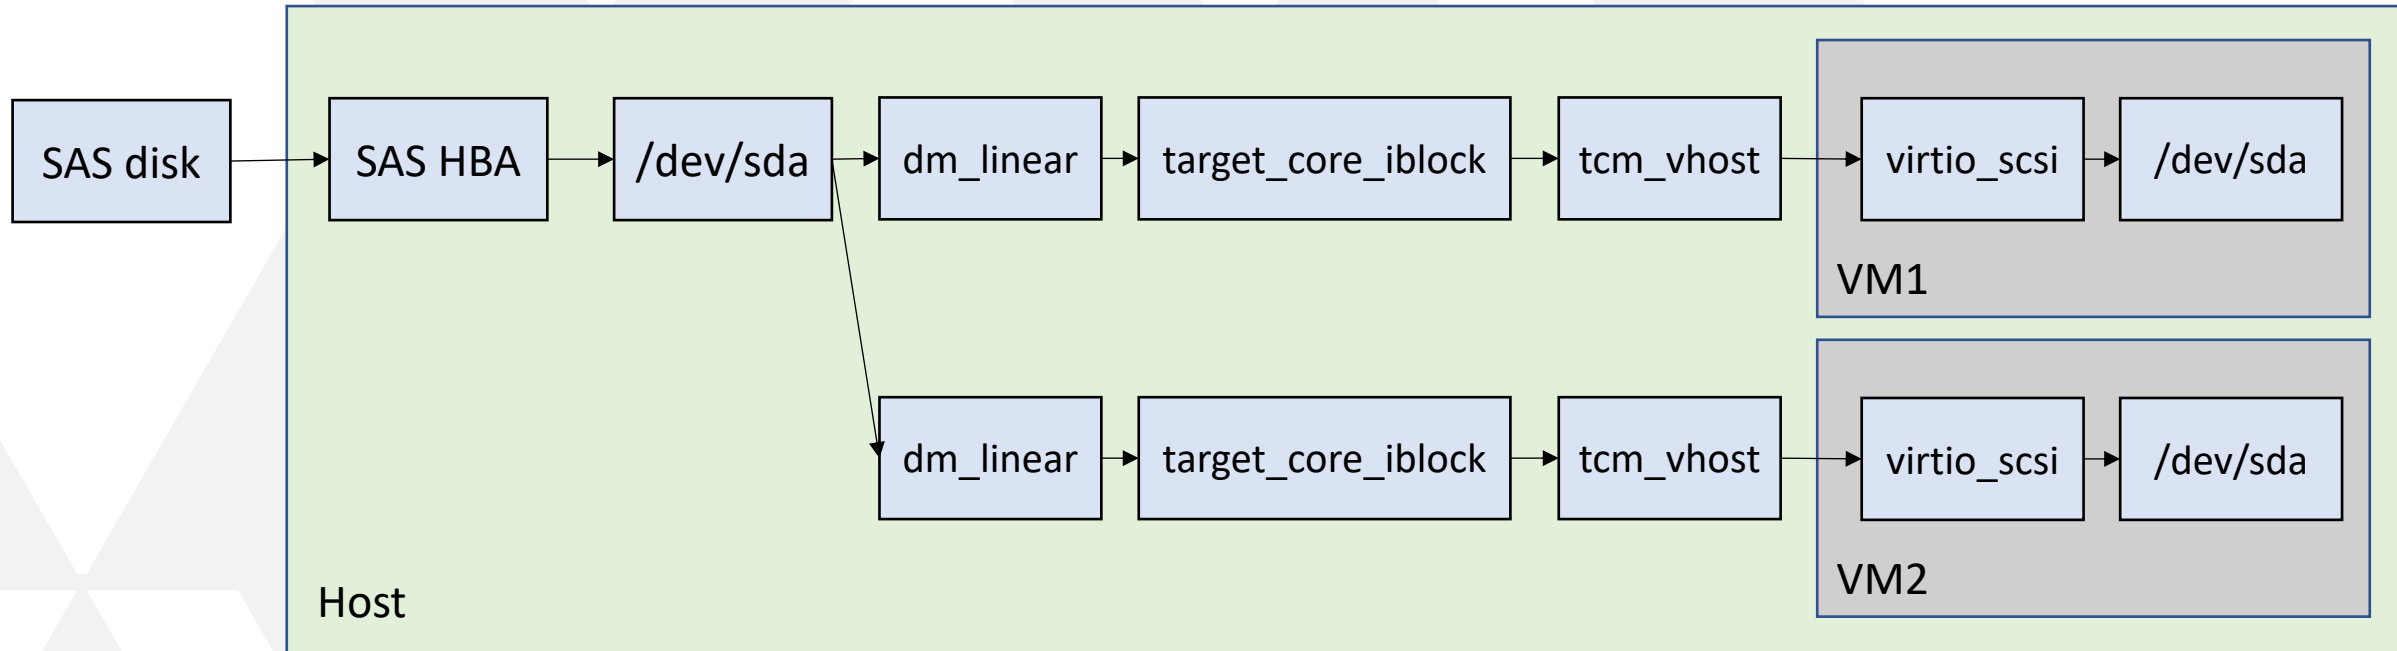 SAS disk
SAS HBA
/dev/sda
dm_linear
target_core_iblock
tcm_vhost
virtio_scsi
/dev/sda
VM1
dm_linear
target_core_iblock
tcm_vhost
virtio_scsi
/dev/sda
VM2
Host